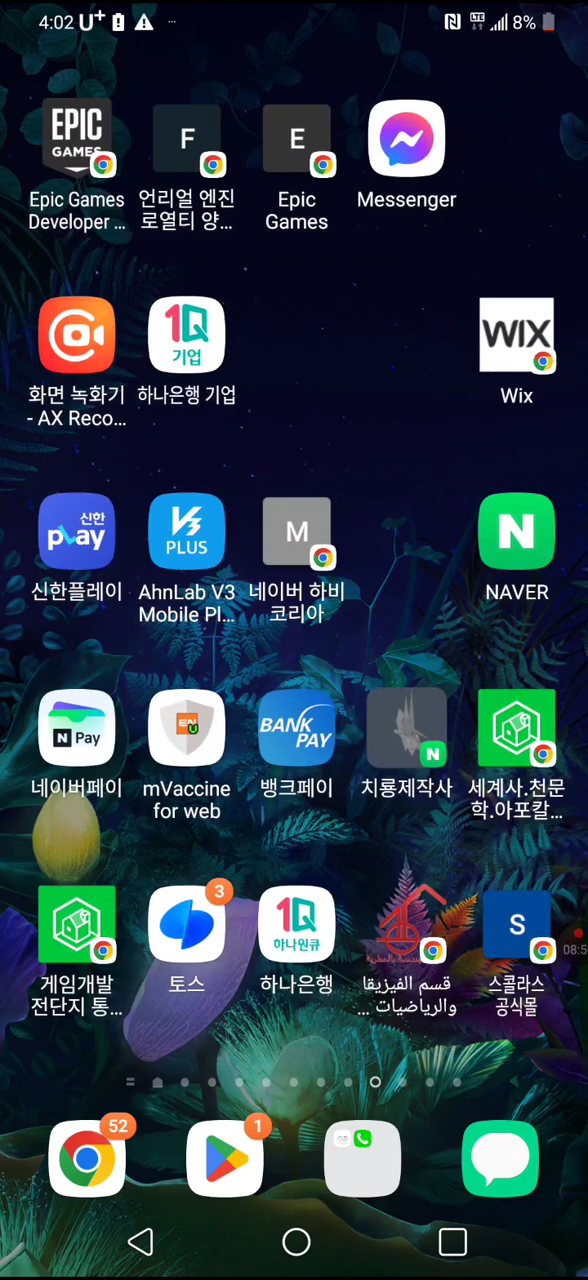 4:02 U+
LTE 8%
EPIC
GAMES
F
E
Epic Games
Developer ...
언리얼 엔진
로열티 양...
Epic
Games
Messenger
1Q
기업
WIX
화면 녹화기
- AX Reco...
하나은행 기업
Wix
신한
play
V3
PLUS
M
N
신한플레이
AhnLab V3
Mobile Pl...
네이버 하비
코리아
NAVER
N Pay
BANK
PAY
N
네이버페이
mVaccine
for web
뱅크페이
치룡제작사
세계사.천문
학.아포칼...
3
1Q
하나원큐
S
08:5
게임개발
전단지 통...
토스
하나은행
قسم الفيزيقا
والرياضيات ...
스콜라스
공식몰
52
1